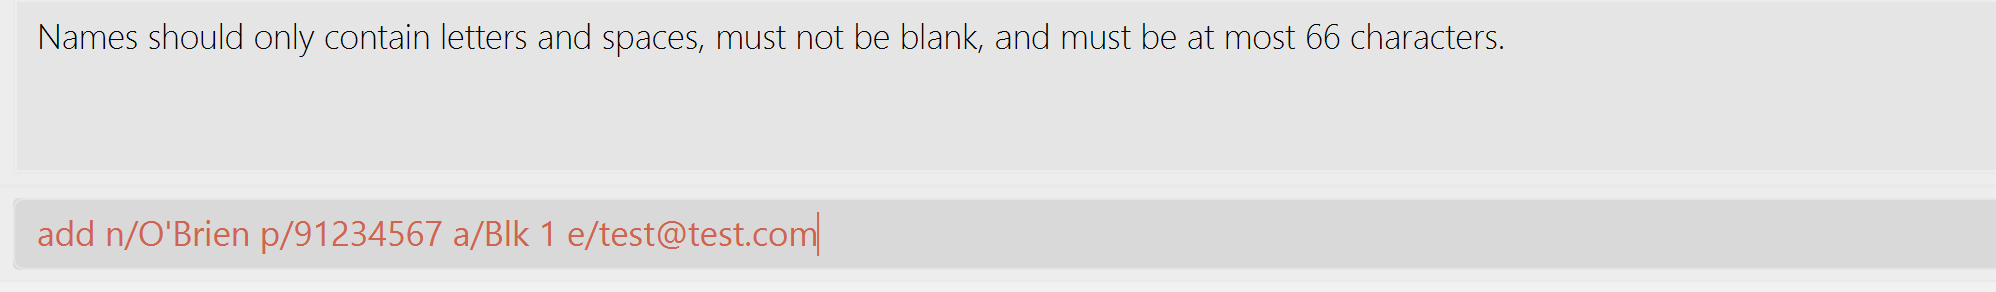 Names should only contain letters and spaces, must not be blank, and must be at most 66 characters.
add n/O'Brien p/91234567 a/Blk 1 e/test@test.com